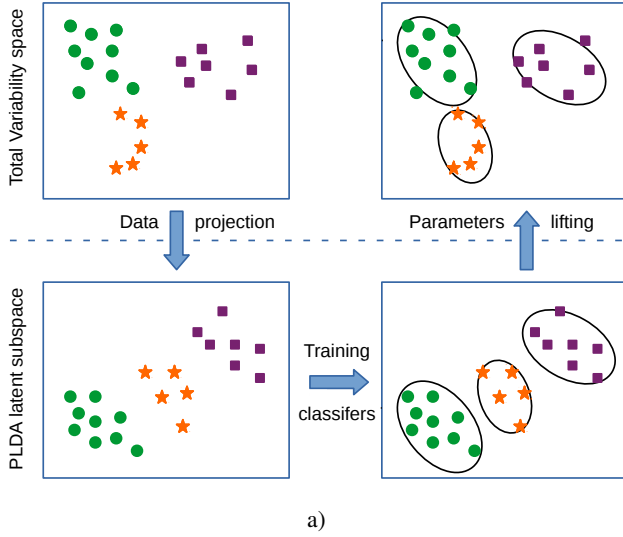 Total Variability space
Data projection
Parameters lifting
PLDA latent subspace
Training
classifers
a)